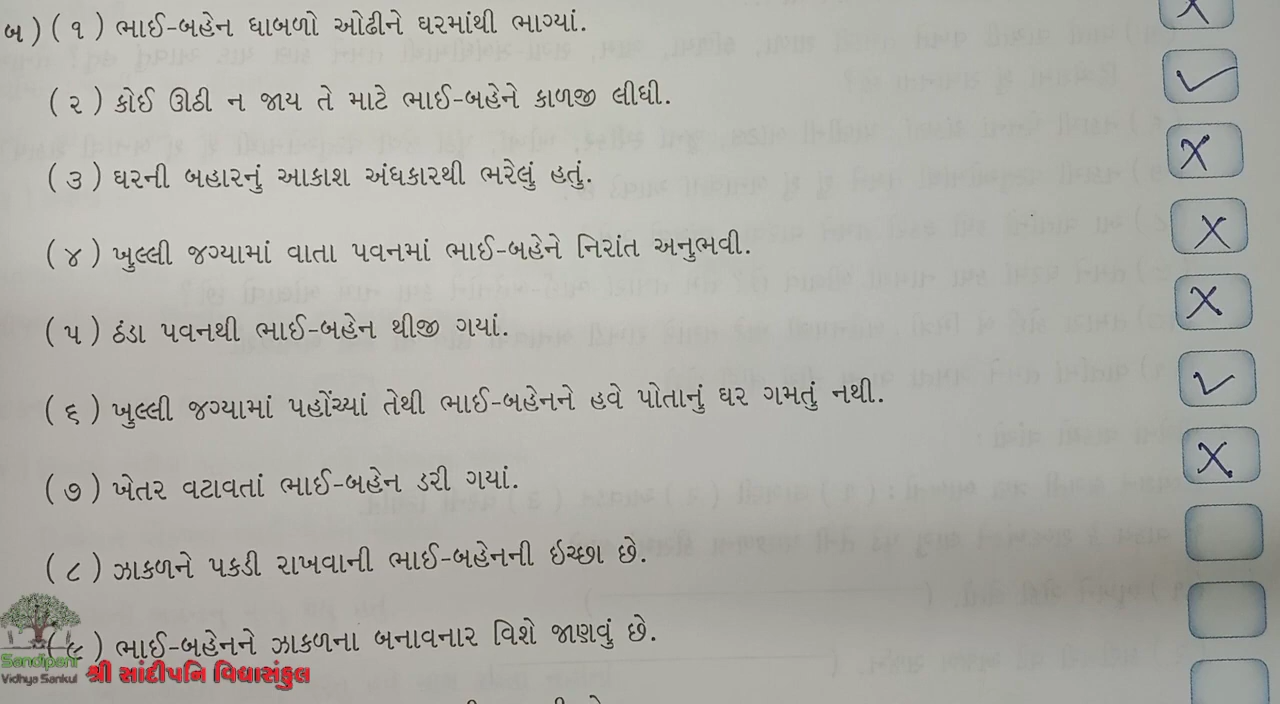 બ) (૧) ભાઈ-બહેન ધાબળો ઓઢીને ઘરમાંથી ભાગ્યાં.
(૨) કોઈ ઊઠી ન જાય તે માટે ભાઈ-બહેને કાળજી લીધી.
(૩) ઘરની બહારનું આકાશ અંધકારથી ભરેલું હતું.
(૪) ખુલ્લી જગ્યામાં વાતા પવનમાં ભાઈ-બહેને નિરાંત અનુભવી.
(૫) ઠંડા પવનથી ભાઈ-બહેન થીજી ગયાં.
(૬) ખુલ્લી જગ્યામાં પહોંચ્યાં તેથી ભાઈ-બહેનને હવે પોતાનું ઘર ગમતું નથી.
(૭) ખેતર વટાવતાં ભાઈ-બહેન ડરી ગયાં.
(૮) ઝાકળને પકડી રાખવાની ભાઈ-બહેનની ઈચ્છા છે.
(૯) ભાઈ-બહેનને ઝાકળના બનાવનાર વિશે જાણવું છે.
Sandipani
Vidhya Sankul શ્રી સાંદીપનિ વિદ્યાસંકુલ